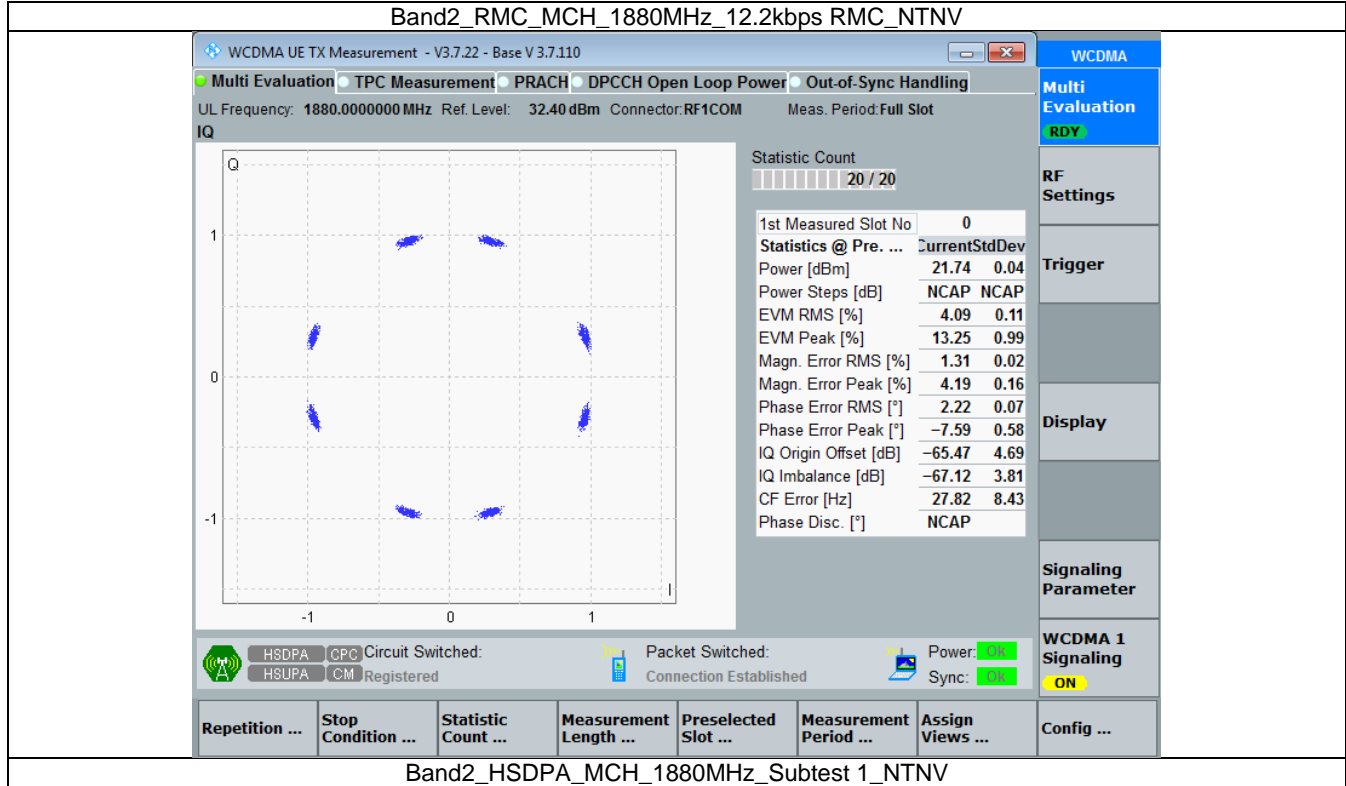 Band2_RMC_MCH_1880MHz_12.2kbps RMC_NTNV
WCDMA UE TX Measurement - V3.7.22 - Base V 3.7.110
WCDMA
Multi Evaluation TPC Measurement PRACH DPCCH Open Loop Power Out-of-Sync Handling
Multi
Evaluation
RDY
UL Frequency: 1880.0000000 MHz Ref. Level: 32.40 dBm Connector: RF1COM Meas. Period: Full Slot
IQ
Q
1
0
-1
I
-1 0 1
Statistic Count
20 / 20
1st Measured Slot No 0
Statistics @ Pre. ... Current StdDev
Power [dBm] 21.74 0.04
Power Steps [dB] NCAP NCAP
EVM RMS [%] 4.09 0.11
EVM Peak [%] 13.25 0.99
Magn. Error RMS [%] 1.31 0.02
Magn. Error Peak [%] 4.19 0.16
Phase Error RMS [°] 2.22 0.07
Phase Error Peak [°] −7.59 0.58
IQ Origin Offset [dB] −65.47 4.69
IQ Imbalance [dB] −67.12 3.81
CF Error [Hz] 27.82 8.43
Phase Disc. [°] NCAP
RF
Settings
Trigger
Display
Signaling
Parameter
WCDMA 1
Signaling
ON
HSDPA CPC Circuit Switched: Packet Switched: Power: Ok
HSUPA CM Registered Connection Established Sync: Ok
Repetition ...
Stop
Condition ...
Statistic
Count ...
Measurement
Length ...
Preselected
Slot ...
Measurement
Period ...
Assign
Views ...
Config ...
Band2_HSDPA_MCH_1880MHz_Subtest 1_NTNV